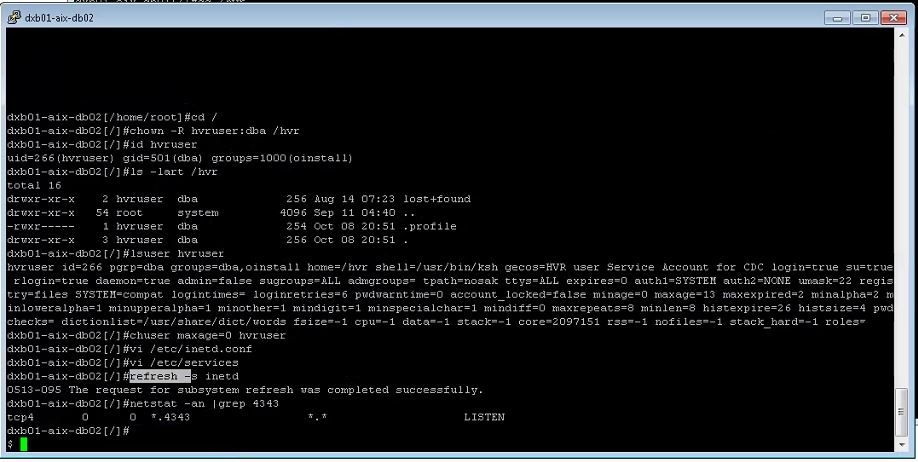 dxb01-aix-db02
dxb01-aix-db02[/home/root]#cd /
dxb01-aix-db02[/]#chown -R hvruser:dba /hvr
dxb01-aix-db02[/]#id hvruser
uid=266(hvruser) gid=501(dba) groups=1000(oinstall)
dxb01-aix-db02[/]#ls -lart /hvr
total 16
drwxr-xr-x 2 hvruser dba 256 Aug 14 07:23 lost+found
drwxr-xr-x 54 root system 4096 Sep 11 04:40 ..
-rwxr----- 1 hvruser dba 254 Oct 08 20:51 .profile
drwxr-xr-x 3 hvruser dba 256 Oct 08 20:51 .
dxb01-aix-db02[/]#lsuser hvruser
hvruser id=266 pgrp=dba groups=dba,oinstall home=/hvr shell=/usr/bin/ksh gecos=HVR user Service Account for CDC login=true su=true
rlogin=true daemon=true admin=false sugroups=ALL admgroups= tpath=nosak ttys=ALL expires=0 auth1=SYSTEM auth2=NONE umask=22 regis
try=files SYSTEM=compat logintimes= loginretries=6 pwdwarntime=0 account_locked=false minage=0 maxage=13 maxexpired=2 minalpha=2 m
inloweralpha=1 minupperalpha=1 minother=1 mindigit=1 minspecialchar=1 mindiff=0 maxrepeats=8 minlen=8 histexpire=26 histsize=4 pwd
checks= dictionlist=/usr/share/dict/words fsize=-1 cpu=-1 data=-1 stack=-1 core=2097151 rss=-1 nofiles=-1 stack_hard=-1 roles=
dxb01-aix-db02[/]#chuser maxage=0 hvruser
dxb01-aix-db02[/]#vi /etc/inetd.conf
dxb01-aix-db02[/]#vi /etc/services
dxb01-aix-db02[/]#refresh -s inetd
0513-095 The request for subsystem refresh was completed successfully.
dxb01-aix-db02[/]#netstat -an |grep 4343
tcp4 0 0 *.4343 *.* LISTEN
dxb01-aix-db02[/]#
$